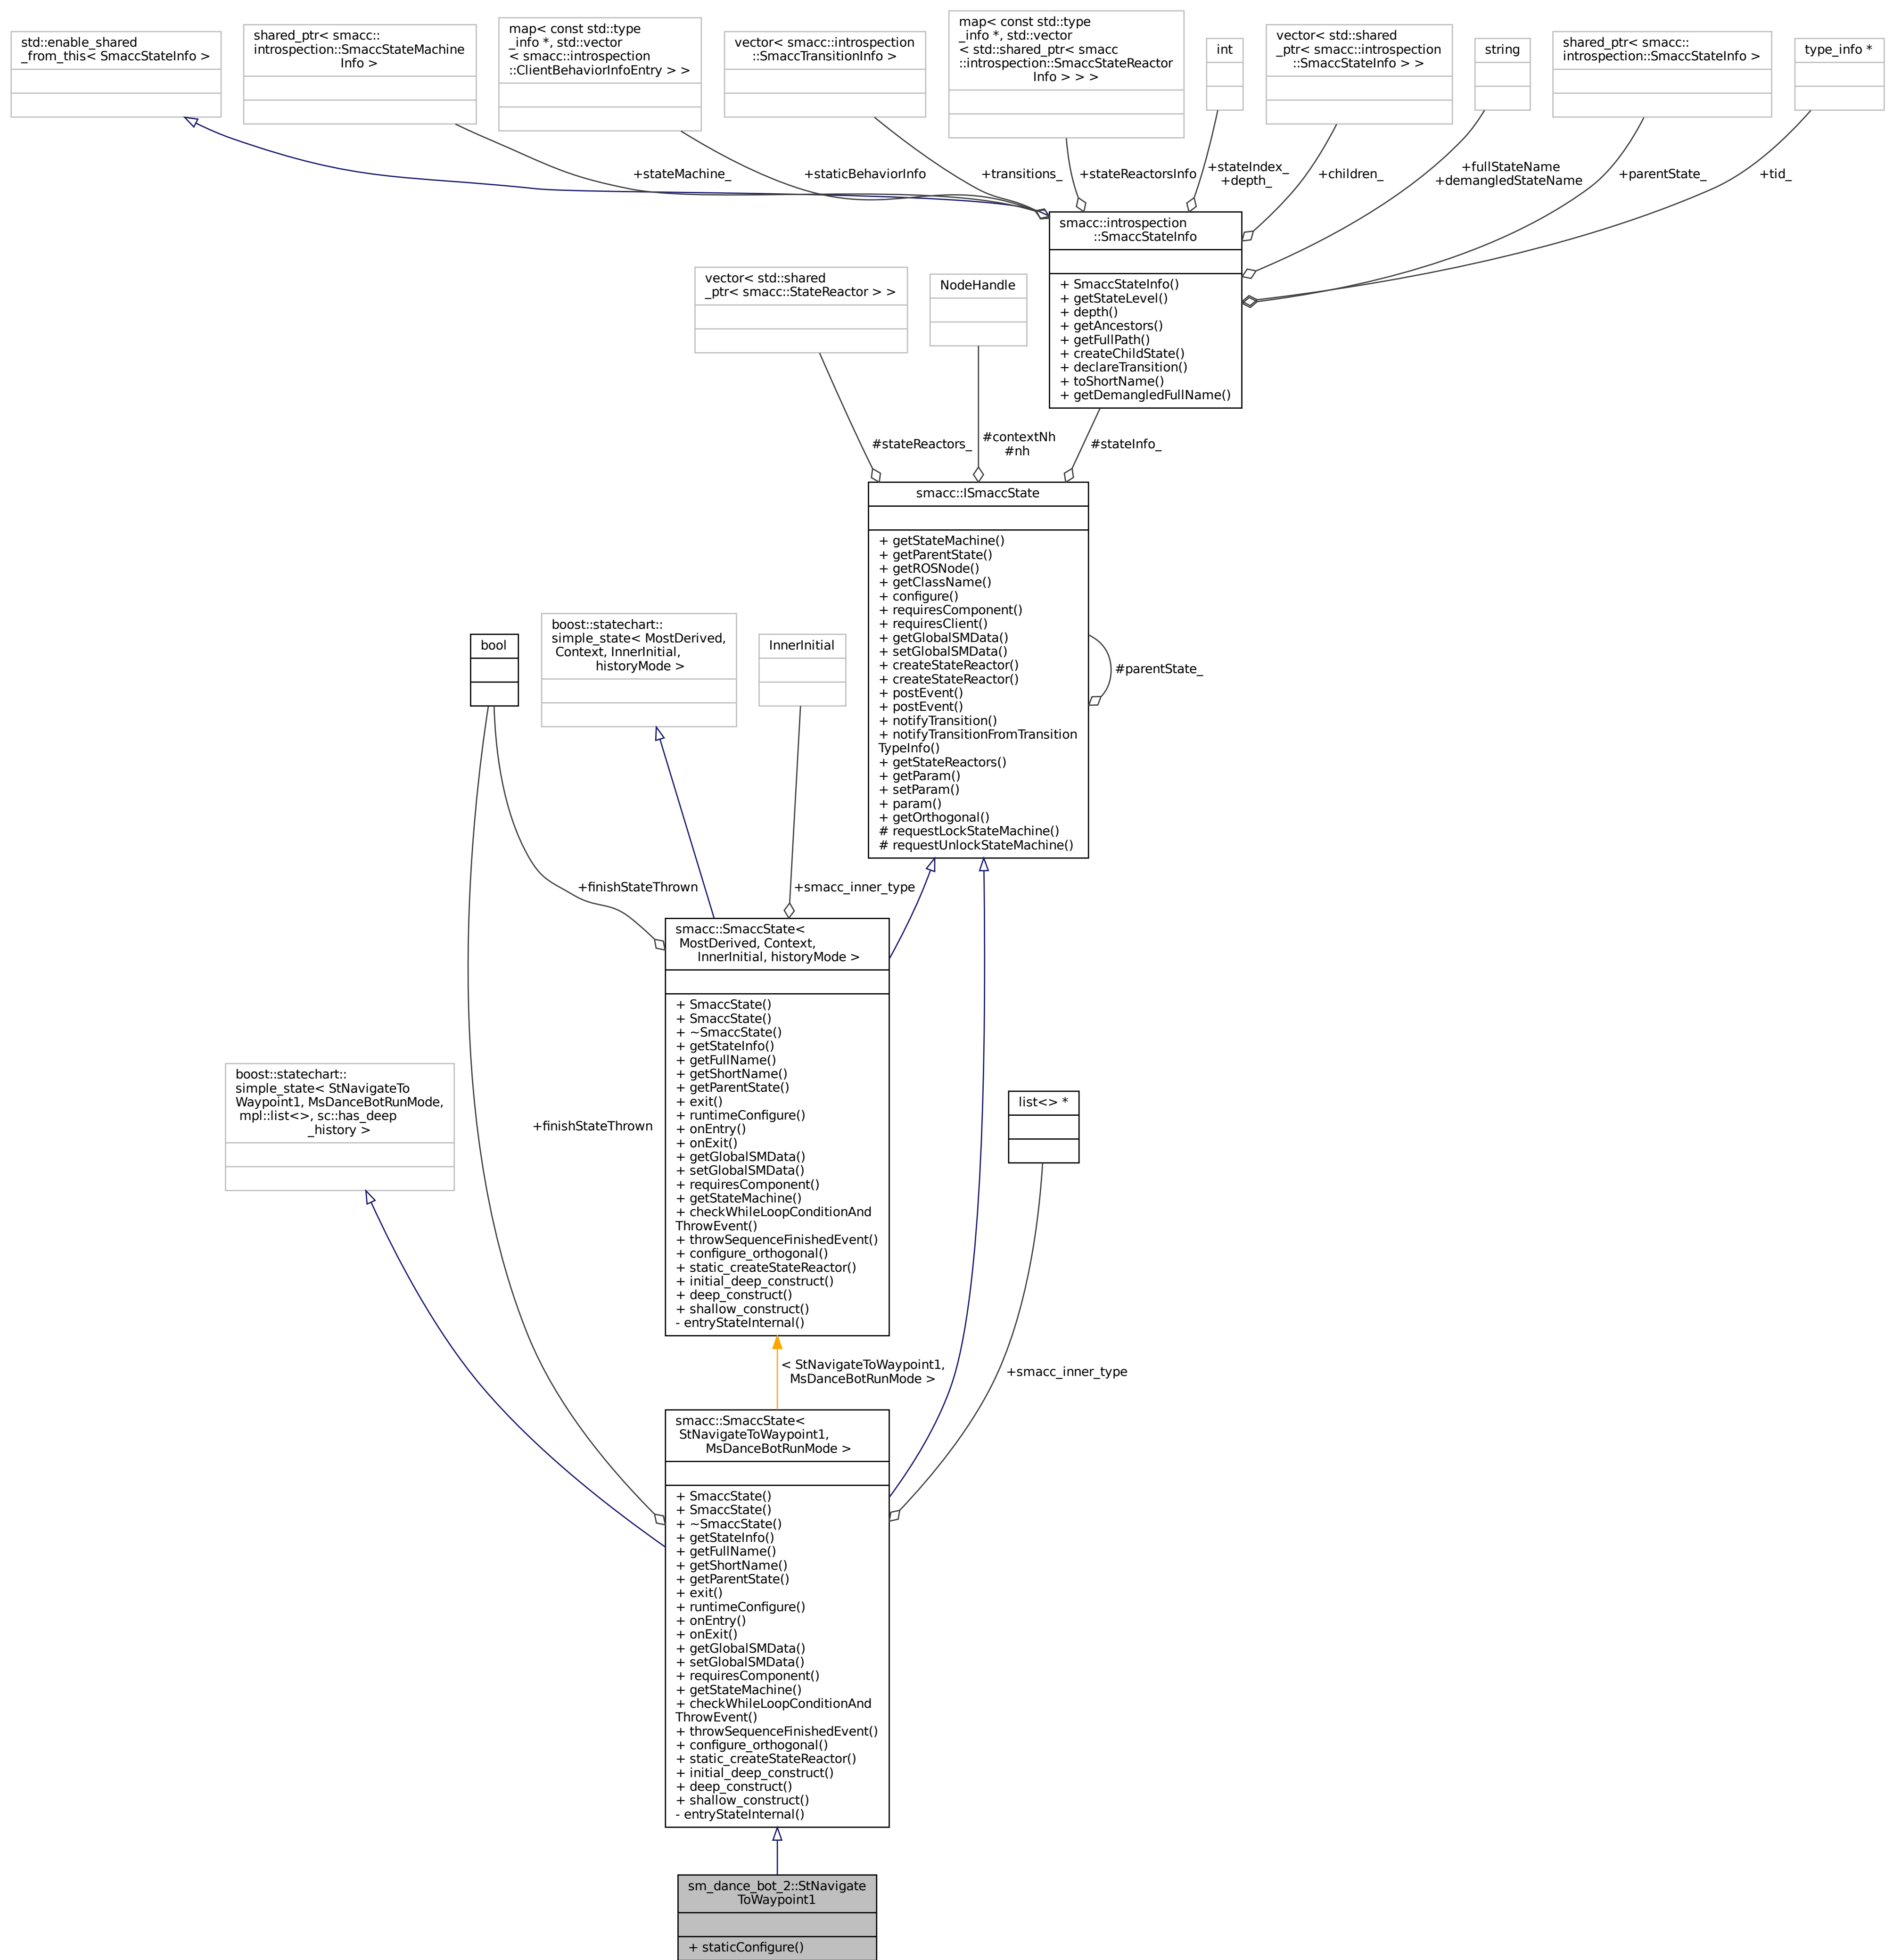 std::enable_shared
_from_this< SmaccStateInfo >
shared_ptr< smacc::
introspection::SmaccStateMachine
Info >
map< const std::type
_info *, std::vector
< smacc::introspection
::ClientBehaviorInfoEntry > >
vector< smacc::introspection
::SmaccTransitionInfo >
map< const std::type
_info *, std::vector
< std::shared_ptr< smacc
::introspection::SmaccStateReactor
Info > > >
int
vector< std::shared
_ptr< smacc::introspection
::SmaccStateInfo > >
string
shared_ptr< smacc::
introspection::SmaccStateInfo >
type_info *
+stateMachine_
+staticBehaviorInfo
+transitions_
+stateReactorsInfo
+stateIndex_
+depth_
+children_
+fullStateName
+demangledStateName
+parentState_
+tid_
smacc::introspection
::SmaccStateInfo
+ SmaccStateInfo()
+ getStateLevel()
+ depth()
+ getAncestors()
+ getFullPath()
+ createChildState()
+ declareTransition()
+ toShortName()
+ getDemangledFullName()
vector< std::shared
_ptr< smacc::StateReactor > >
NodeHandle
#stateReactors_
#contextNh
#nh
#stateInfo_
smacc::ISmaccState
+ getStateMachine()
+ getParentState()
+ getROSNode()
+ getClassName()
+ configure()
+ requiresComponent()
+ requiresClient()
+ getGlobalSMData()
+ setGlobalSMData()
+ createStateReactor()
+ createStateReactor()
+ postEvent()
+ postEvent()
+ notifyTransition()
+ notifyTransitionFromTransition
TypeInfo()
+ getStateReactors()
+ getParam()
+ setParam()
+ param()
+ getOrthogonal()
# requestLockStateMachine()
# requestUnlockStateMachine()
#parentState_
bool
boost::statechart::
simple_state< MostDerived,
Context, InnerInitial,
historyMode >
InnerInitial
+finishStateThrown
+smacc_inner_type
smacc::SmaccState<
MostDerived, Context,
InnerInitial, historyMode >
+ SmaccState()
+ SmaccState()
+ ~SmaccState()
+ getStateInfo()
+ getFullName()
+ getShortName()
+ getParentState()
+ exit()
+ runtimeConfigure()
+ onEntry()
+ onExit()
+ getGlobalSMData()
+ setGlobalSMData()
+ requiresComponent()
+ getStateMachine()
+ checkWhileLoopConditionAnd
ThrowEvent()
+ throwSequenceFinishedEvent()
+ configure_orthogonal()
+ static_createStateReactor()
+ initial_deep_construct()
+ deep_construct()
+ shallow_construct()
- entryStateInternal()
boost::statechart::
simple_state< StNavigateTo
Waypoint1, MsDanceBotRunMode,
mpl::list<>, sc::has_deep
_history >
+finishStateThrown
list<> *
< StNavigateToWaypoint1,
MsDanceBotRunMode >
+smacc_inner_type
smacc::SmaccState<
StNavigateToWaypoint1,
MsDanceBotRunMode >
+ SmaccState()
+ SmaccState()
+ ~SmaccState()
+ getStateInfo()
+ getFullName()
+ getShortName()
+ getParentState()
+ exit()
+ runtimeConfigure()
+ onEntry()
+ onExit()
+ getGlobalSMData()
+ setGlobalSMData()
+ requiresComponent()
+ getStateMachine()
+ checkWhileLoopConditionAnd
ThrowEvent()
+ throwSequenceFinishedEvent()
+ configure_orthogonal()
+ static_createStateReactor()
+ initial_deep_construct()
+ deep_construct()
+ shallow_construct()
- entryStateInternal()
sm_dance_bot_2::StNavigate
ToWaypoint1
+ staticConfigure()